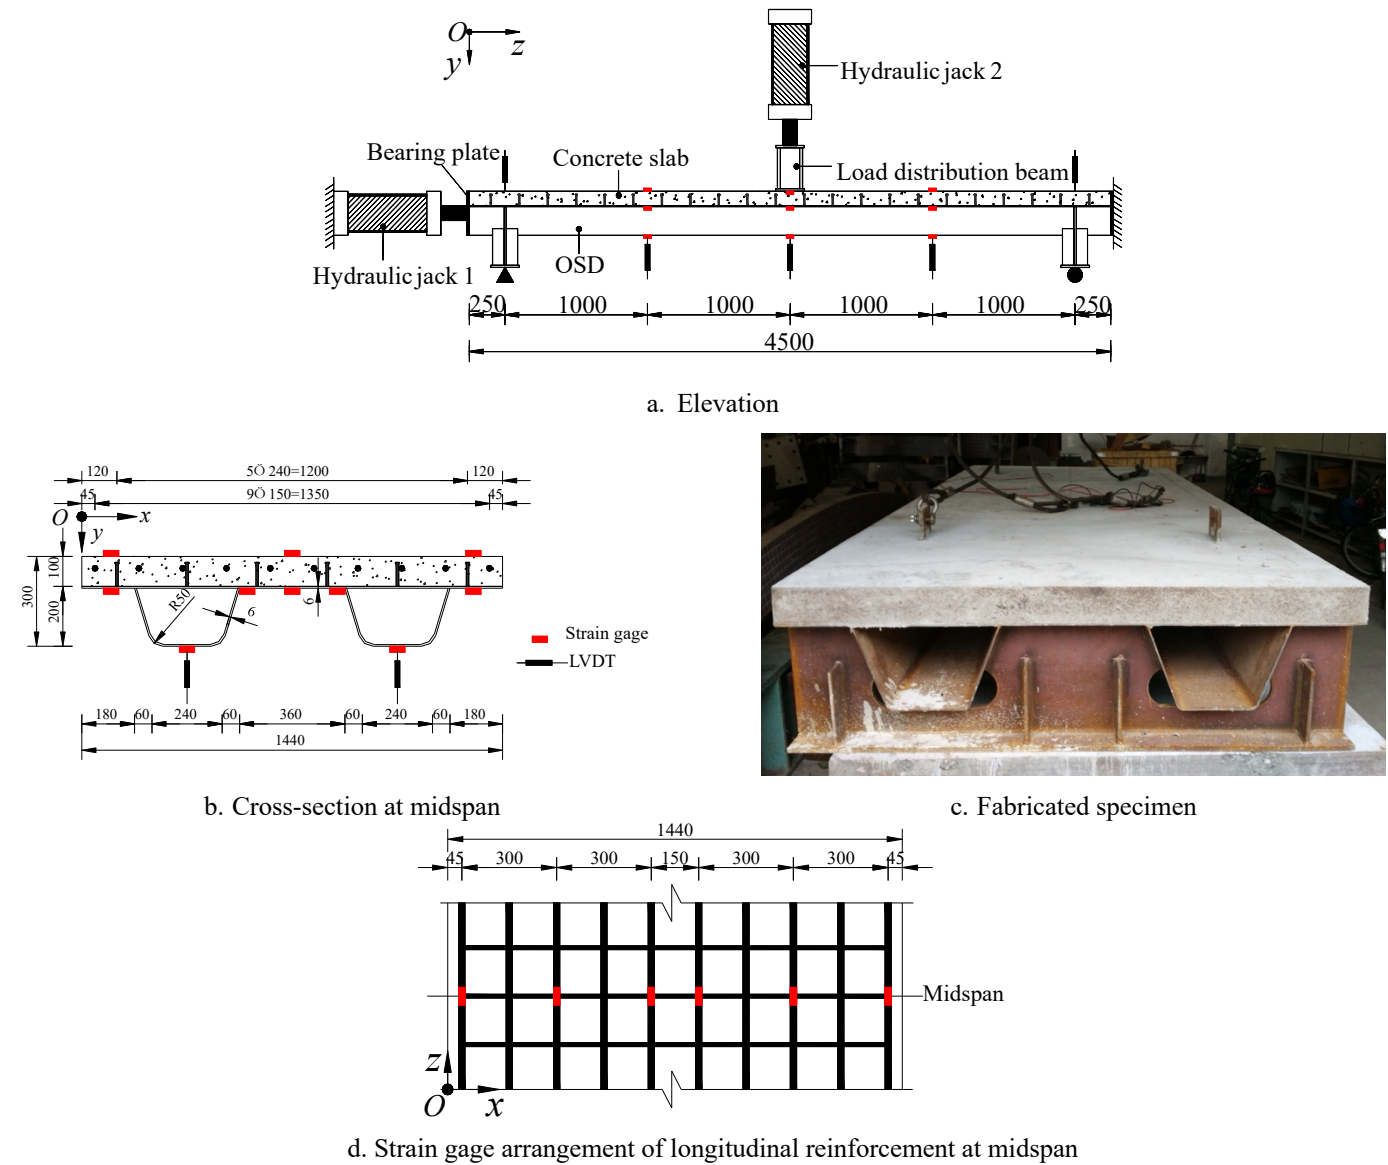 O
z
y
Hydraulic jack 2
Bearing plate
Concrete slab
Load distribution beam
Hydraulic jack 1
OSD
250 1000 1000 1000 1000 250
4500
a. Elevation
120 5Ö 240=1200 120
45 9Ö 150=1350 45
O x
y
300 200 100
R50 6 6
Strain gage
LVDT
180 60 240 60 360 60 240 60 180
1440
b. Cross-section at midspan
c. Fabricated specimen
1440
45 300 300 150 300 300 45
Midspan
z
O x
d. Strain gage arrangement of longitudinal reinforcement at midspan